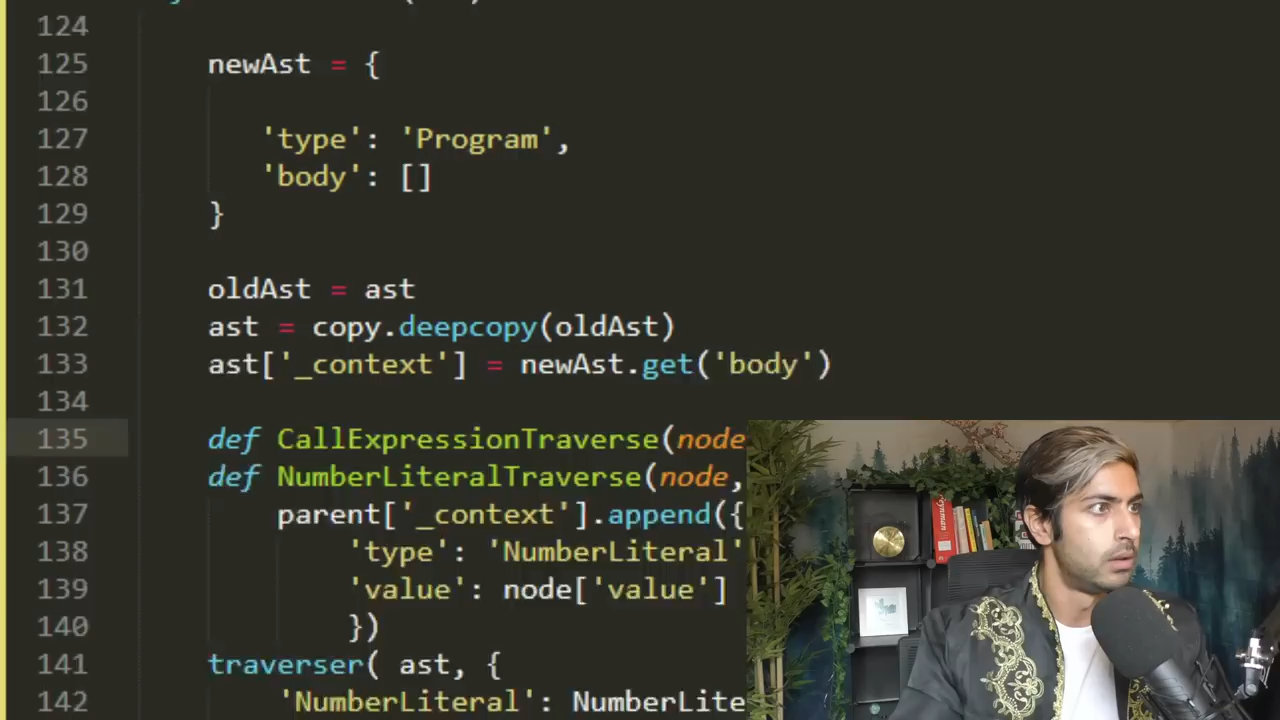 124
125 newAst = {
126
127 'type': 'Program',
128 'body': []
129 }
130
131 oldAst = ast
132 ast = copy.deepcopy(oldAst)
133 ast['_context'] = newAst.get('body')
134
135 def CallExpressionTraverse(node
136 def NumberLiteralTraverse(node,
137 parent['_context'].append({
138 'type': 'NumberLiteral'
139 'value': node['value']
140 })
141 traverser( ast, {
142 'NumberLiteral': NumberLite